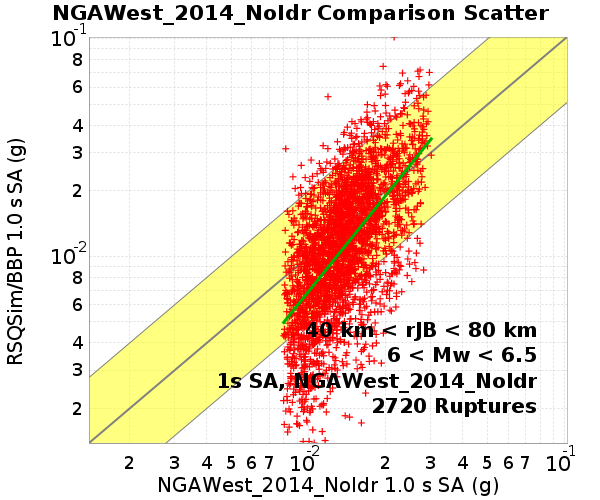 NGAWest_2014_NoIdr Comparison Scatter
10-1
8
6
4
3
2
10-2
8
6
4
3
2
RSQSim/BBP 1.0 s SA (g)
40 km < rJB < 80 km
6 < Mw < 6.5
1s SA, NGAWest_2014_NoIdr
2720 Ruptures
2 3 4 5 6 7 10-2 2 3 4 5 6 7 10-1
NGAWest_2014_NoIdr 1.0 s SA (g)